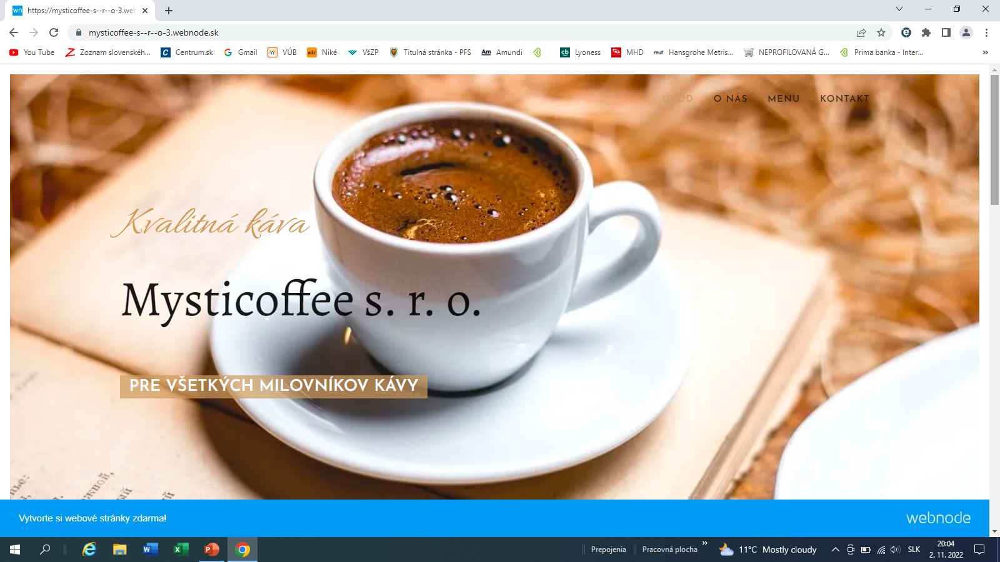 https://mysticoffee-s--r--o-3.web
mysticoffee-s--r--o-3.webnode.sk
You Tube
Zoznam slovenskéh...
Centrum.sk
Gmail
VÚB
Niké
VšZP
Titulná stránka - PFS
Am Amundi
Lyoness
MHD
Hansgrohe Metris...
NEPROFILOVANÁ G...
Prima banka - Inter...
ÚVOD
O NÁS
MENU
KONTAKT
Kvalitná káva
Mysticoffee s. r. o.
PRE VŠETKÝCH MILOVNÍKOV KÁVY
Vytvorte si webové stránky zdarma!
webnode
Prepojenia
Pracovná plocha
11°C Mostly cloudy
SLK
20:04
2. 11. 2022